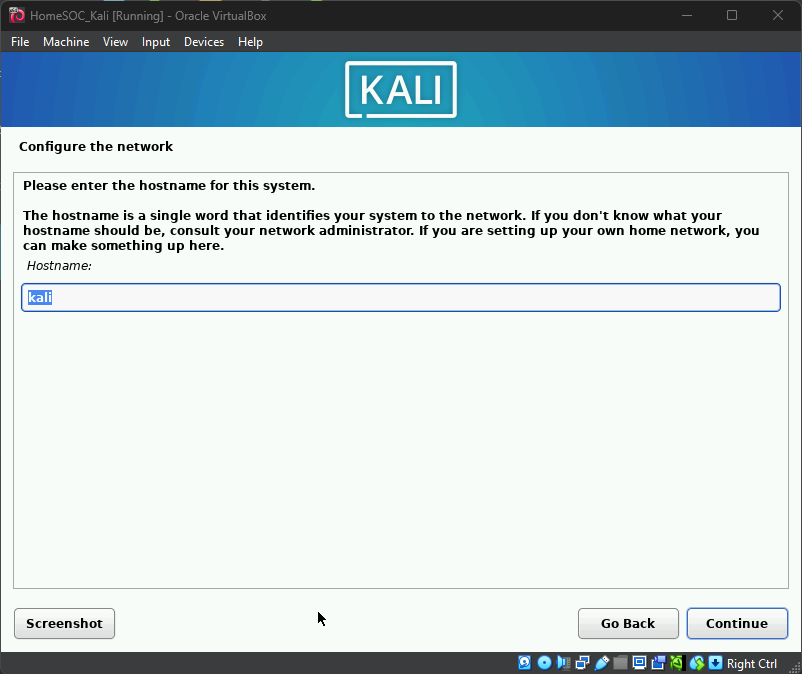 HomeSOC_Kali [Running] - Oracle VirtualBox
File Machine View Input Devices Help
KALI
Configure the network
Please enter the hostname for this system.
The hostname is a single word that identifies your system to the network. If you don't know what your
hostname should be, consult your network administrator. If you are setting up your own home network, you
can make something up here.
Hostname:
kali
Screenshot Go Back Continue
Right Ctrl